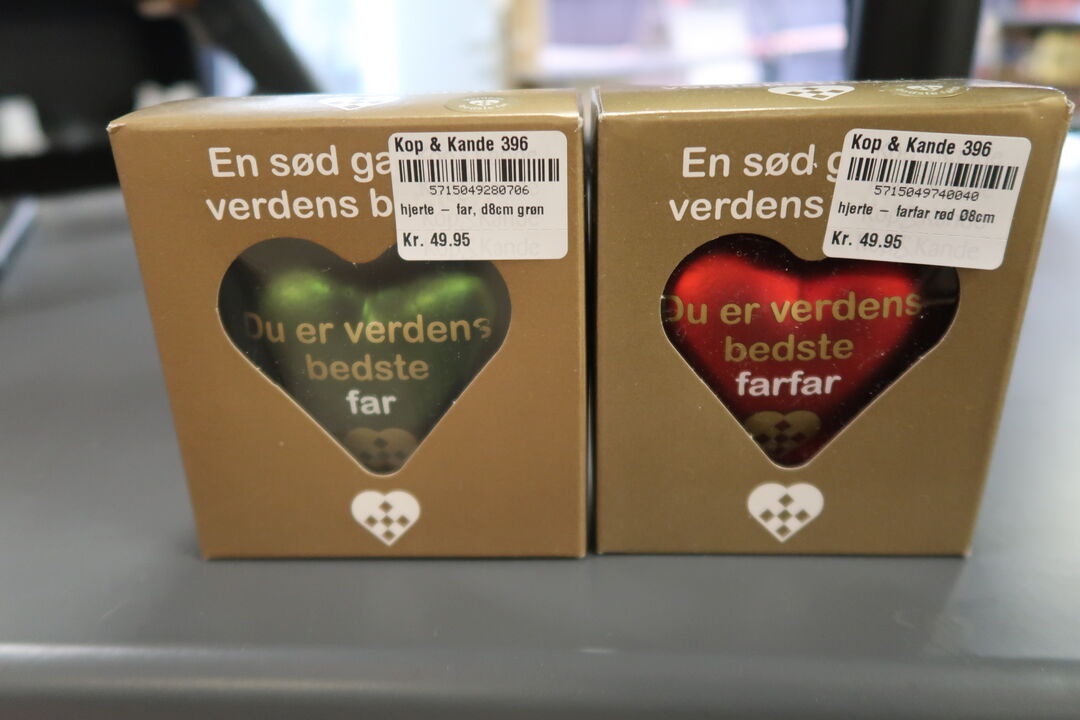 En sød
verdens
Kop & Kande 396
5715049280706
hjerte – far, d8cm grøn
Kr. 49.95
Du er verdens
bedste
far
En sød
verdens
Kop & Kande 396
5715049740040
hjerte – farfar rød Ø8cm
Kr. 49.95
Du er verdens
bedste
farfar